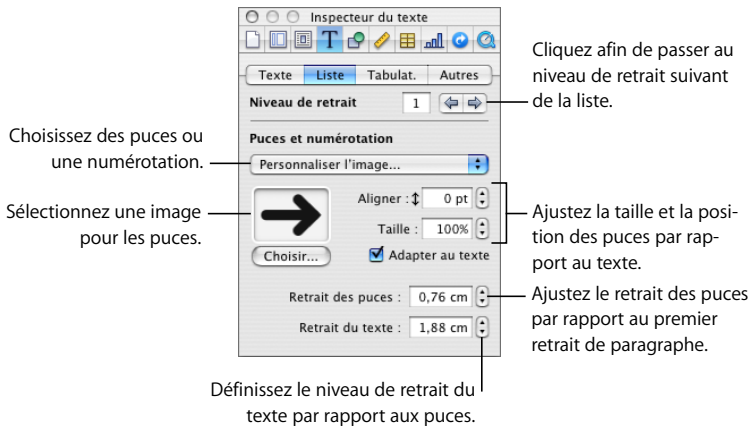 Inspecteur du texte
T
Texte Liste Tabulat. Autres
Niveau de retrait 1
Cliquez afin de passer au
niveau de retrait suivant
de la liste.
Puces et numérotation
Choisissez des puces ou
une numérotation.
Personnaliser l'image...
Sélectionnez une image
pour les puces.
Aligner : 0 pt
Taille : 100%
Choisir...
Adapter au texte
Ajustez la taille et la posi-
tion des puces par rap-
port au texte.
Retrait des puces : 0,76 cm
Retrait du texte : 1,88 cm
Ajustez le retrait des puces
par rapport au premier
retrait de paragraphe.
Définissez le niveau de retrait du
texte par rapport aux puces.